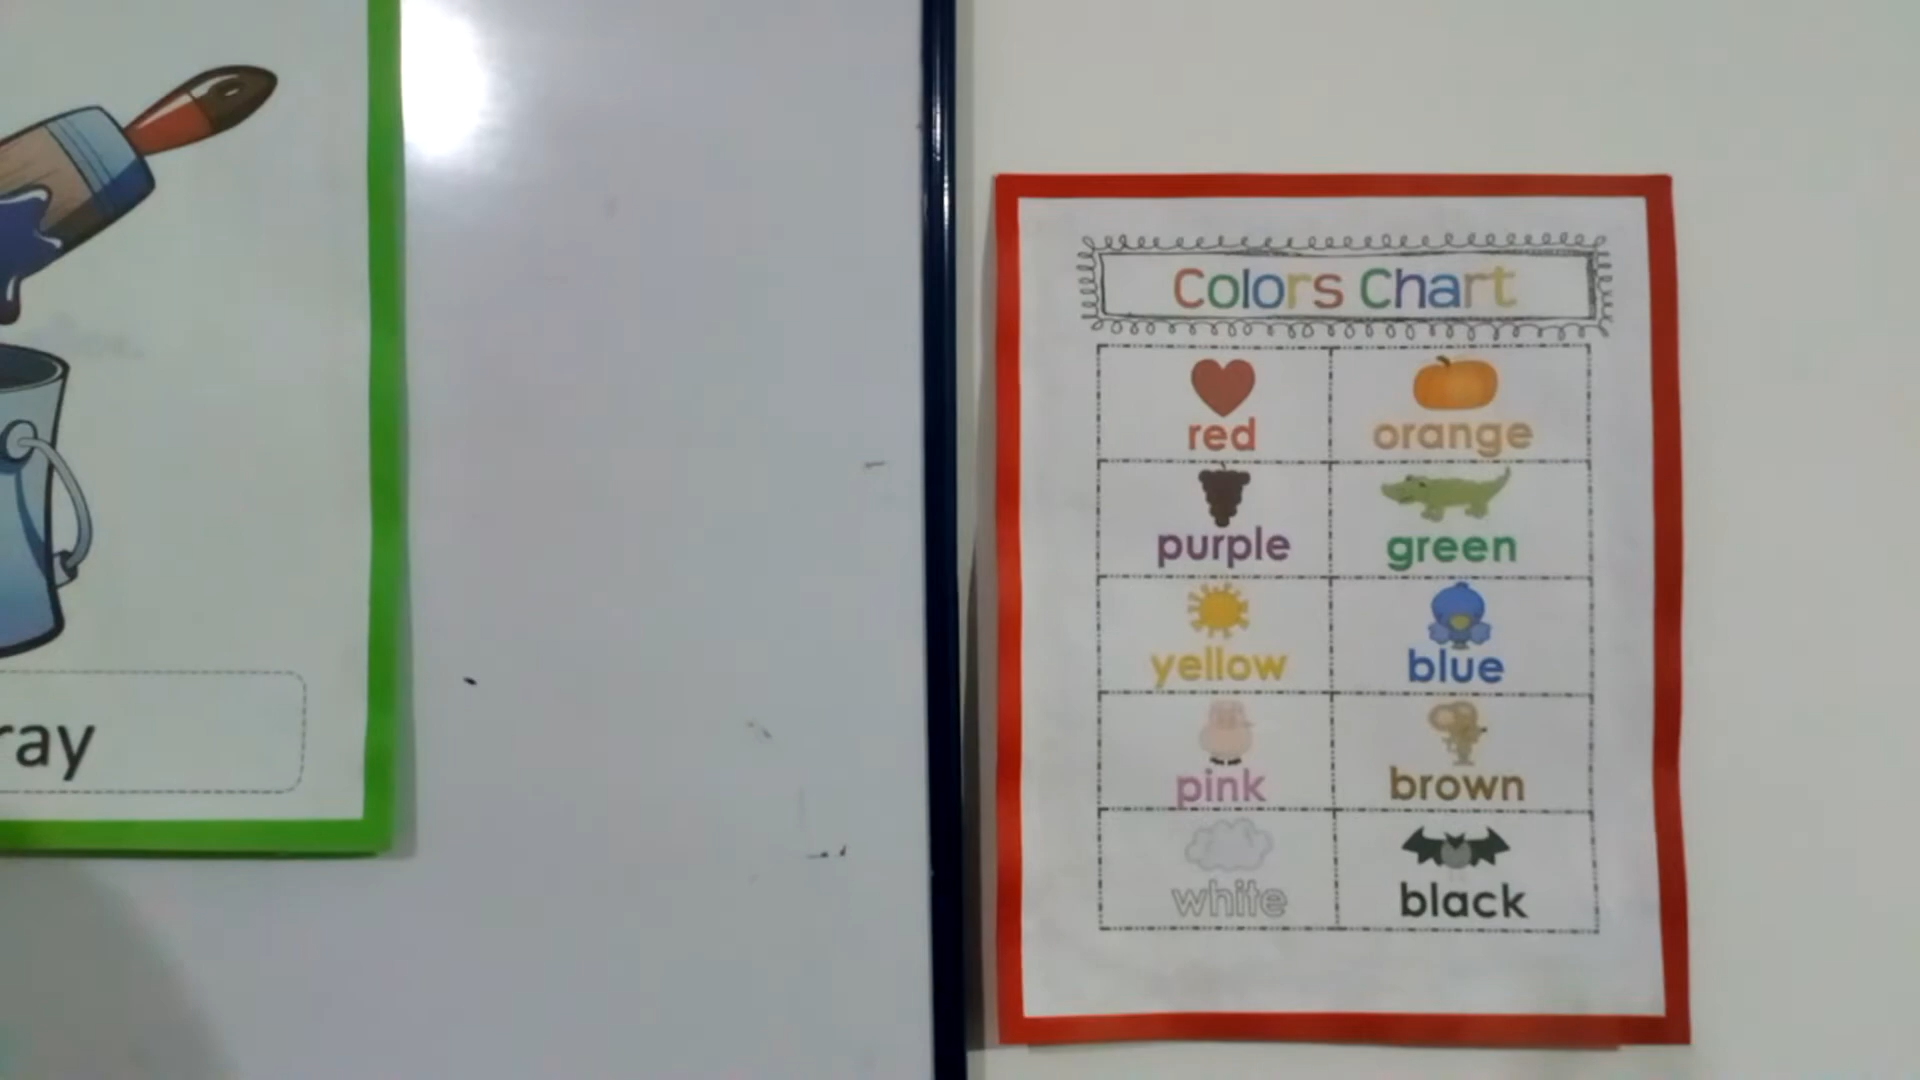 ray
Colors Chart
red orange
purple green
yellow blue
pink brown
white black